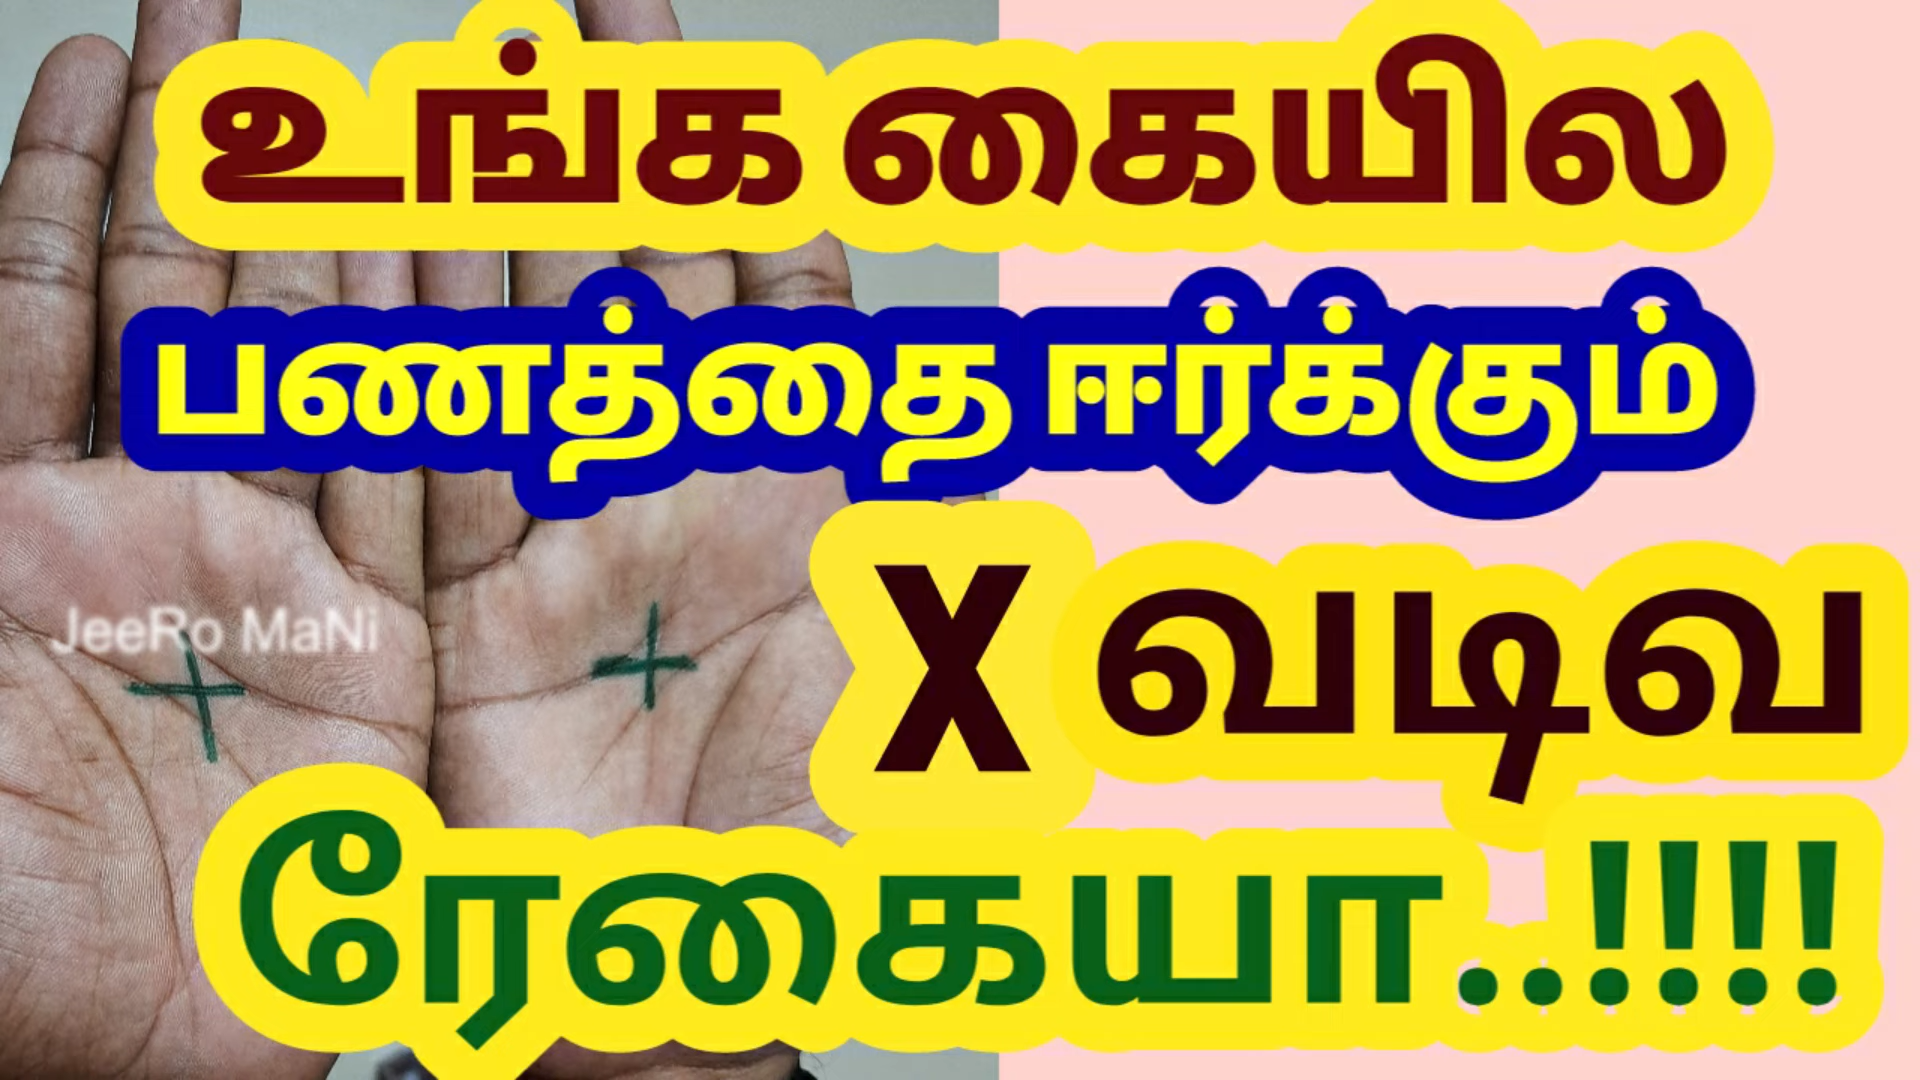 உங்க கையில
பணத்தை ஈர்க்கும்
JeeRo MaNi
X வடிவ
ரேகையா..!!!!